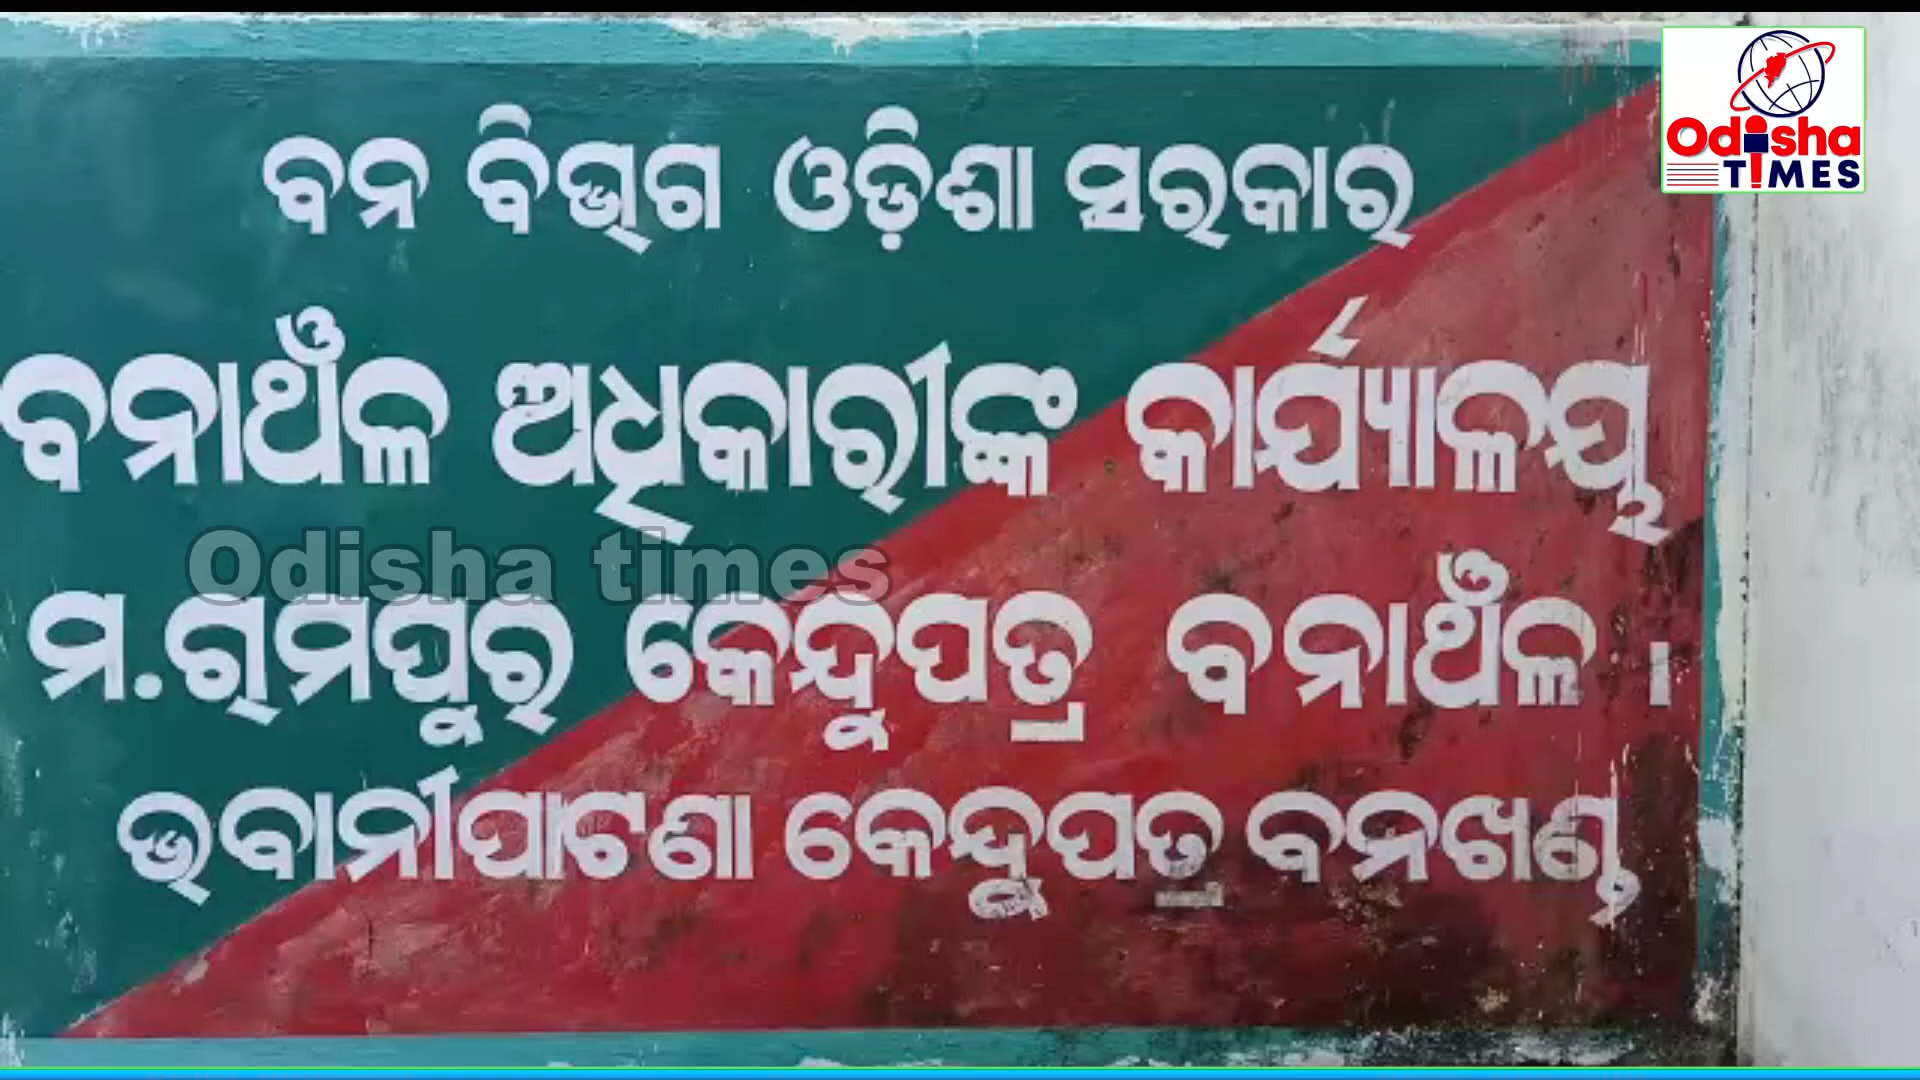 ବନ ବିଭାଗ ଓଡ଼ିଶା ସରକାର
ବନାଞ୍ଚଳ ଅଧିକାରୀଙ୍କ କାର୍ଯ୍ୟାଳୟ
ମ.ରାମପୁର କେନ୍ଦୁପତ୍ର ବନାଞ୍ଚଳ ।
ଭବାନୀପାଟଣା କେନ୍ଦୁପତ୍ର ବନଖଣ୍ଡ
Odisha
TIMES
Odisha times